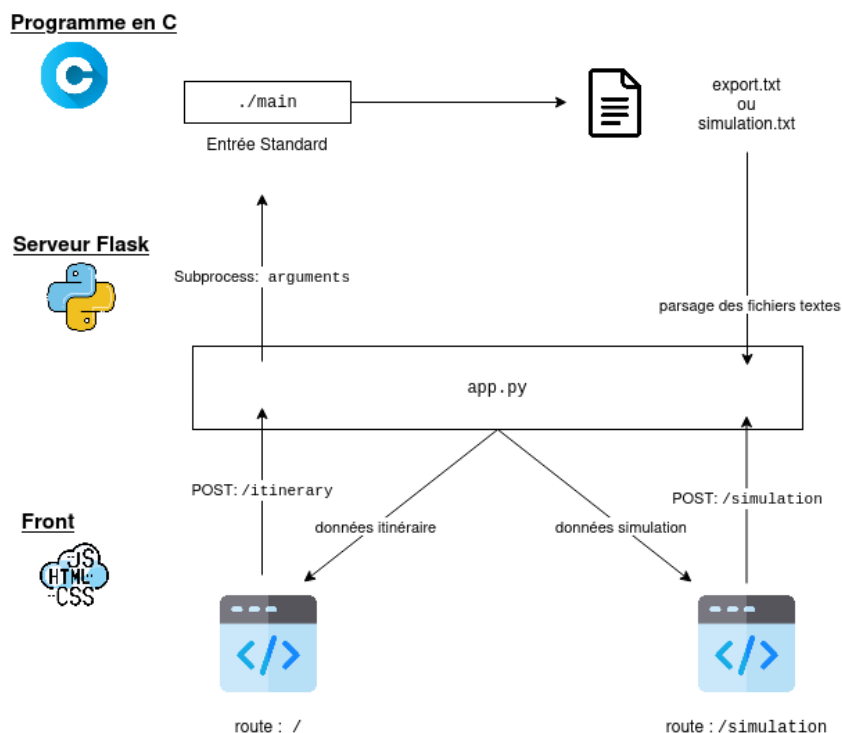 Programme en C
C
./main
Entrée Standard
export.txt
ou
simulation.txt
Serveur Flask
Subprocess: arguments
parsage des fichiers textes
app.py
POST: /itinerary
POST: /simulation
Front
données itinéraire
données simulation
JS
HTML
CSS
</>
</>
route : /
route : /simulation